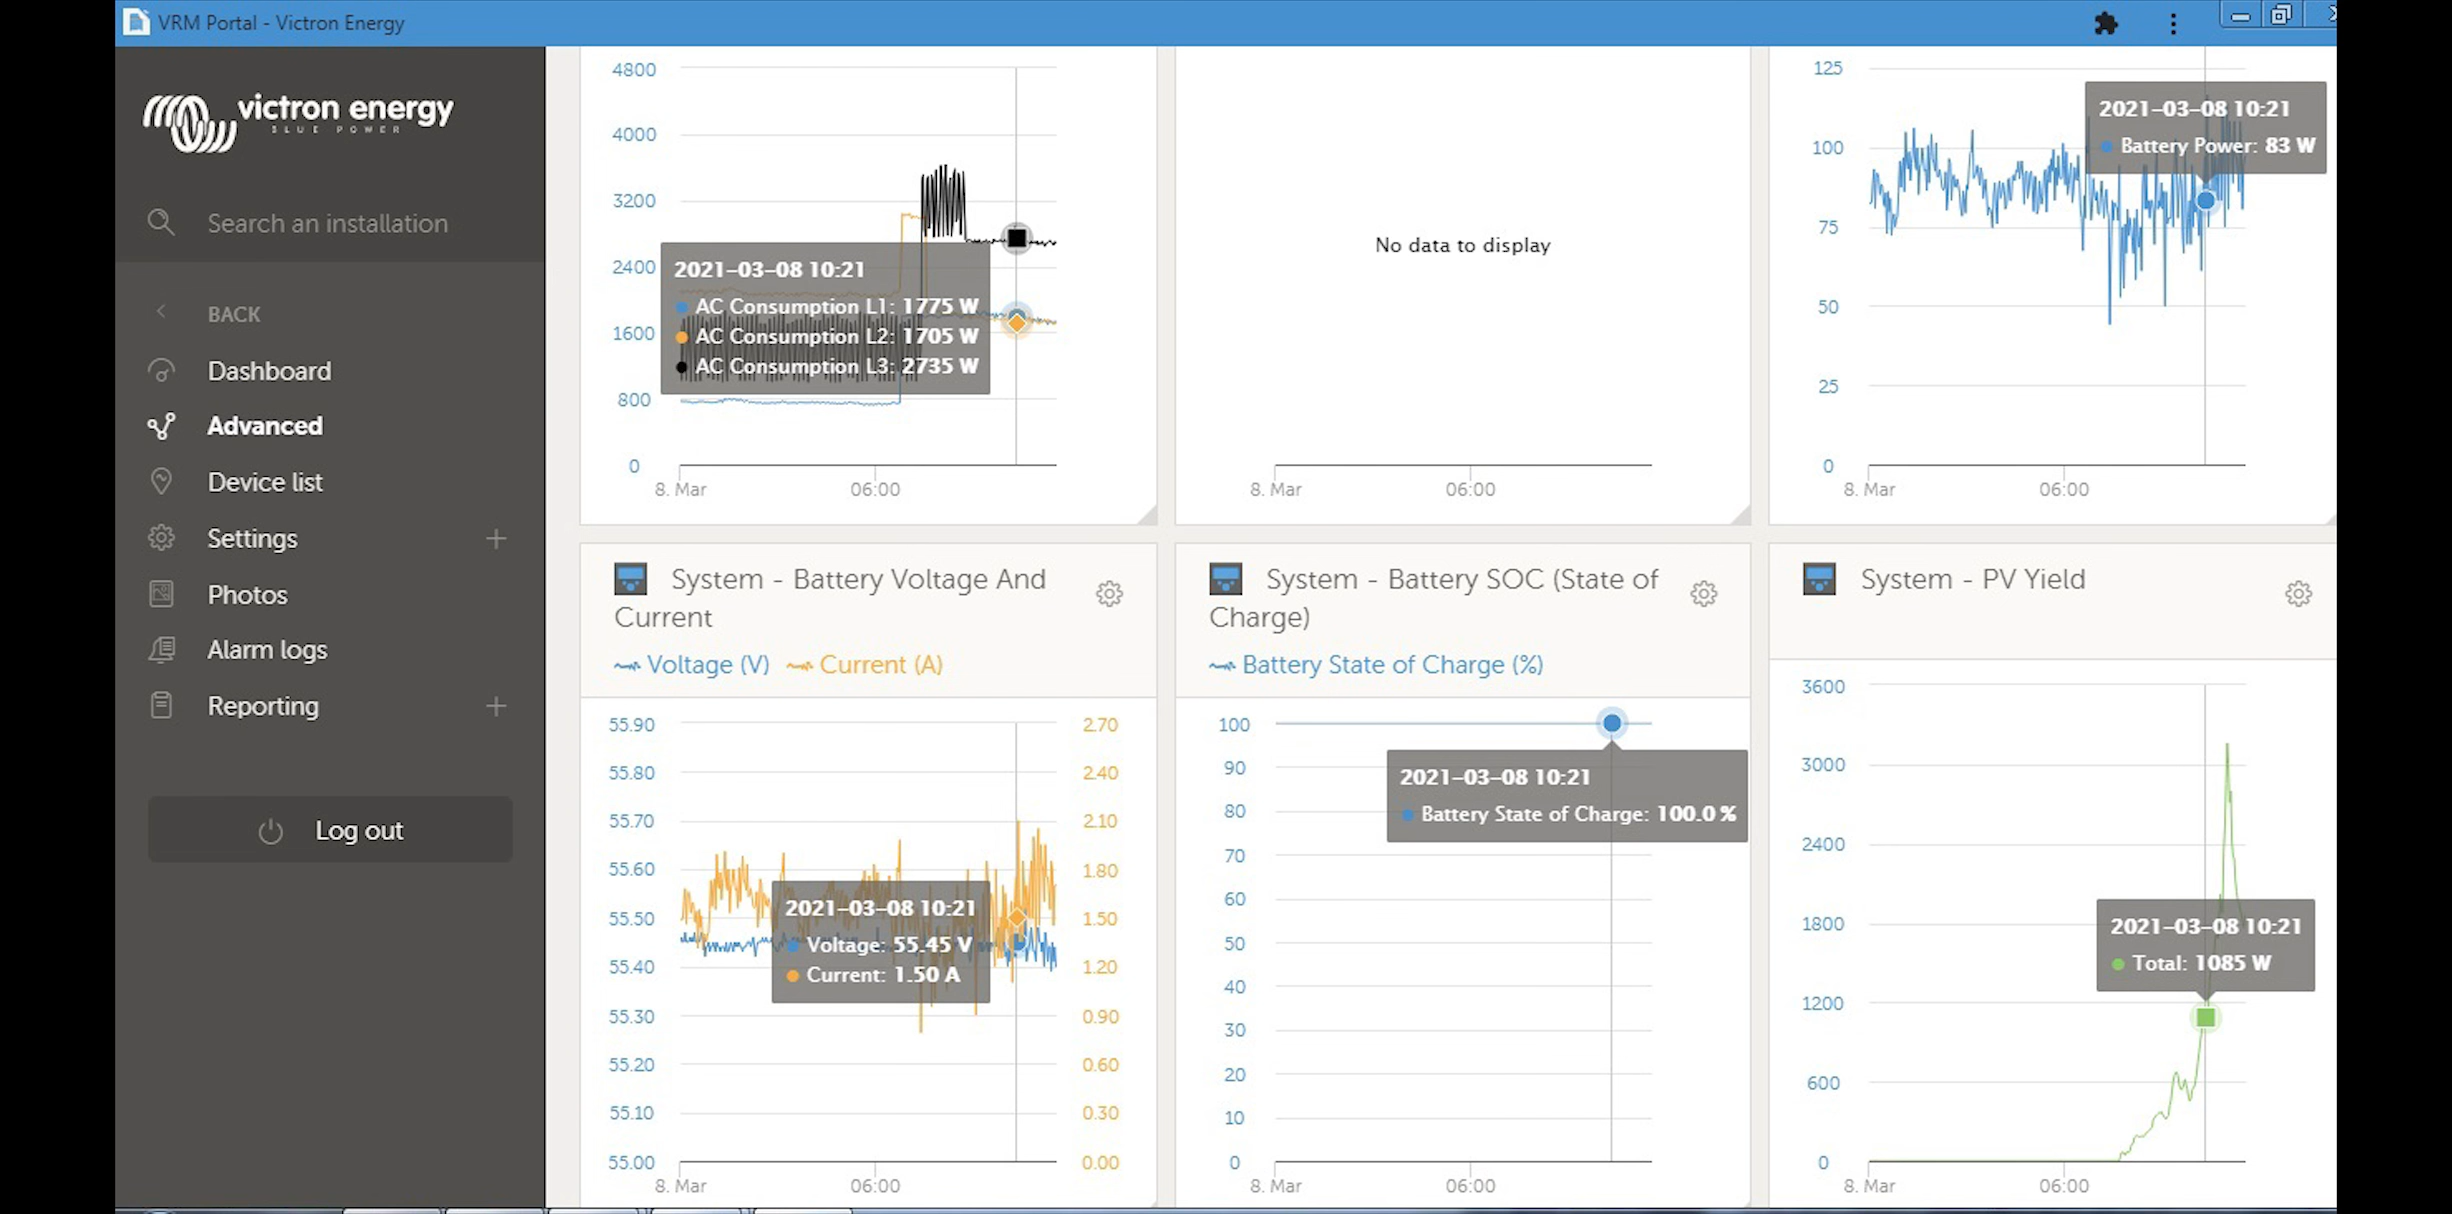 VRM Portal - Victron Energy
victron energy
BLUE POWER
Search an installation
BACK
Dashboard
Advanced
Device list
Settings
Photos
Alarm logs
Reporting
Log out
4800
4000
3200
2400
1600
800
0
8. Mar
06:00
2021-03-08 10:21
AC Consumption L1: 1775 W
AC Consumption L2: 1705 W
AC Consumption L3: 2735 W
No data to display
8. Mar
06:00
125
100
75
50
25
0
8. Mar
06:00
2021-03-08 10:21
Battery Power: 83 W
System - Battery Voltage And
Current
Voltage (V) Current (A)
55.90
55.80
55.70
55.60
55.50
55.40
55.30
55.20
55.10
55.00
2.70
2.40
2.10
1.80
1.50
1.20
0.90
0.60
0.30
0.00
8. Mar
06:00
2021-03-08 10:21
Voltage: 55.45 V
Current: 1.50 A
System - Battery SOC (State of
Charge)
Battery State of Charge (%)
100
90
80
70
60
50
40
30
20
10
0
8. Mar
06:00
2021-03-08 10:21
Battery State of Charge: 100.0 %
System - PV Yield
3600
3000
2400
1800
1200
600
0
8. Mar
06:00
2021-03-08 10:21
Total: 1085 W